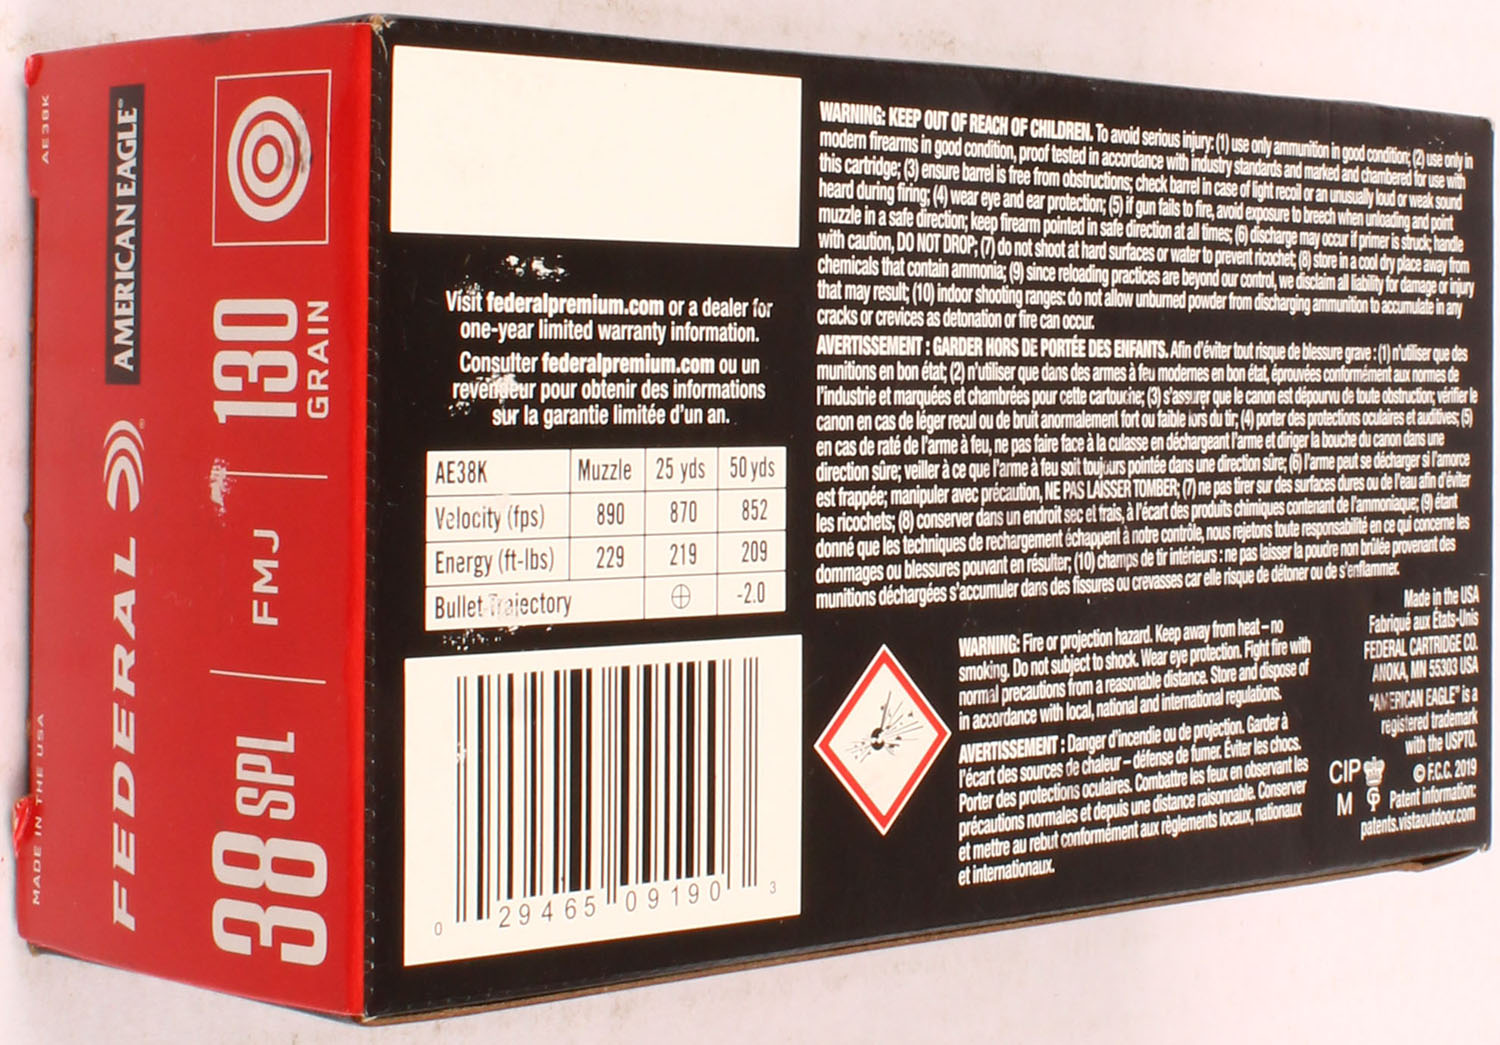 AE38K
MADE IN THE USA
FEDERAL AMERICAN EAGLE®
38 SPL FMJ 130
GRAIN
Visit federalpremium.com or a dealer for
one-year limited warranty information.
Consulter federalpremium.com ou un
revendeur pour obtenir des informations
sur la garantie limitée d'un an.
AE38K Muzzle 25 yds 50 yds
Velocity (fps) 890 870 852
Energy (ft-lbs) 229 219 209
Bullet Trajectory ⊕ -2.0
0 29465 09190 3
WARNING: KEEP OUT OF REACH OF CHILDREN. To avoid serious injury: (1) use only ammunition in good condition; (2) use only in
modern firearms in good condition, proof tested in accordance with industry standards and marked and chambered for use with
this cartridge; (3) ensure barrel is free from obstructions; check barrel in case of light recoil or an unusually loud or weak sound
heard during firing; (4) wear eye and ear protection; (5) if gun fails to fire, avoid exposure to breech when unloading and point
muzzle in a safe direction; keep firearm pointed in safe direction at all times; (6) discharge may occur if primer is struck; handle
with caution, DO NOT DROP; (7) do not shoot at hard surfaces or water to prevent ricochet; (8) store in a cool dry place away from
chemicals that contain ammonia; (9) since reloading practices are beyond our control, we disclaim all liability for damage or injury
that may result; (10) indoor shooting ranges: do not allow unburned powder from discharging ammunition to accumulate in any
cracks or crevices as detonation or fire can occur.
AVERTISSEMENT : GARDER HORS DE PORTÉE DES ENFANTS. Afin d'éviter tout risque de blessure grave : (1) n'utiliser que des
munitions en bon état; (2) n'utiliser que dans des armes à feu modernes en bon état, éprouvées conformément aux normes de
l'industrie et marquées et chambrées pour cette cartouche; (3) s'assurer que le canon est dépourvu de toute obstruction; vérifier le
canon en cas de léger recul ou de bruit anormalement fort ou faible lors du tir; (4) porter des protections oculaires et auditives; (5)
en cas de raté de l'arme à feu, ne pas faire face à la culasse en déchargeant l'arme et diriger la bouche du canon dans une
direction sûre; veiller à ce que l'arme à feu soit toujours pointée dans une direction sûre; (6) l'arme peut se décharger si l'amorce
est frappée; manipuler avec précaution, NE PAS LAISSER TOMBER; (7) ne pas tirer sur des surfaces dures ou de l'eau afin d'éviter
les ricochets; (8) conserver dans un endroit sec et frais, à l'écart des produits chimiques contenant de l'ammoniaque; (9) étant
donné que les techniques de rechargement échappent à notre contrôle, nous rejetons toute responsabilité en ce qui concerne les
dommages ou blessures pouvant en résulter; (10) champs de tir intérieurs : ne pas laisser la poudre non brûlée provenant des
munitions déchargées s'accumuler dans des fissures ou crevasses car elle risque de détoner ou de s'enflammer.
WARNING: Fire or projection hazard. Keep away from heat – no
smoking. Do not subject to shock. Wear eye protection. Fight fire with
normal precautions from a reasonable distance. Store and dispose of
in accordance with local, national and international regulations.
AVERTISSEMENT : Danger d'incendie ou de projection. Garder à
l'écart des sources de chaleur – défense de fumer. Éviter les chocs.
Porter des protections oculaires. Combattre les feux en observant les
précautions normales et depuis une distance raisonnable. Conserver
et mettre au rebut conformément aux règlements locaux, nationaux
et internationaux.
Made in the USA
Fabriqué aux États-Unis
FEDERAL CARTRIDGE CO.
ANOKA, MN 55303 USA
"AMERICAN EAGLE" is a
registered trademark
with the USPTO.
© F.C.C. 2019
Patent information:
patents.vistaoutdoor.com
CIP
M